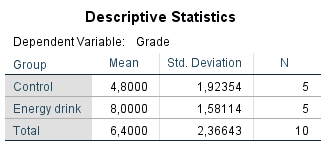 Descriptive Statistics
Dependent Variable: Grade
Group Mean Std. Deviation N
Control 4,8000 1,92354 5
Energy drink 8,0000 1,58114 5
Total 6,4000 2,36643 10